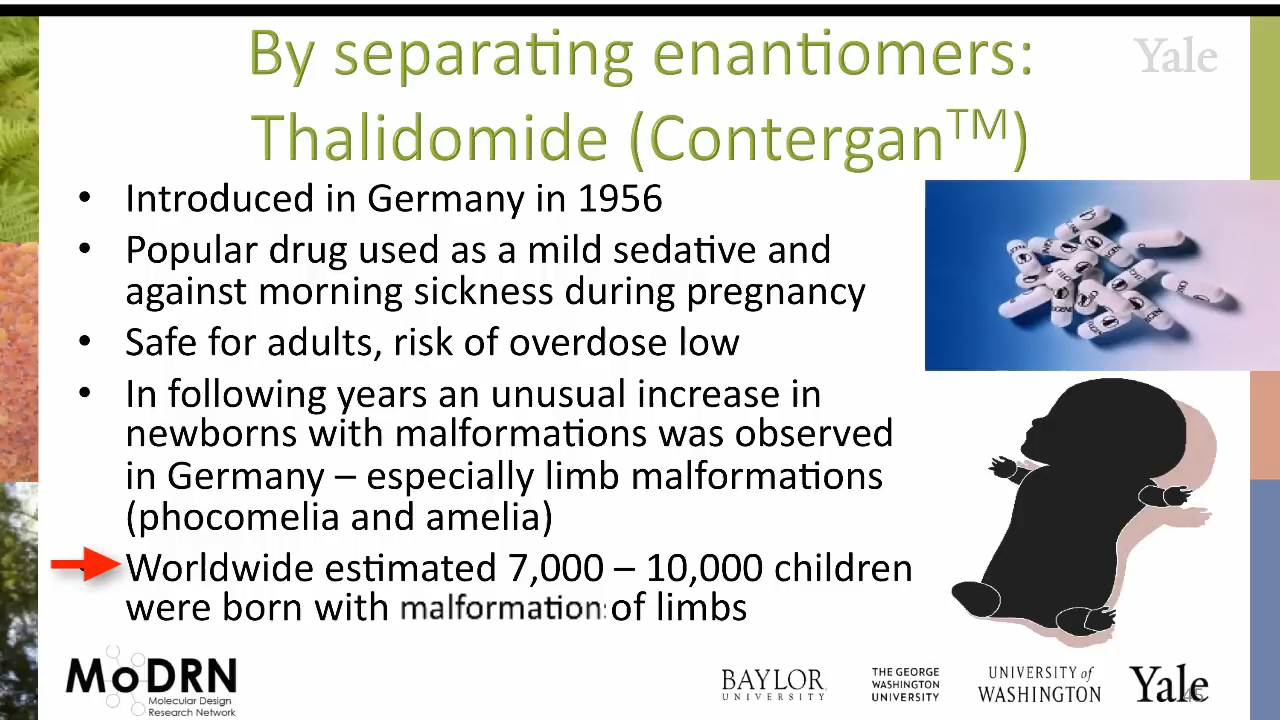 By separating enantiomers:
Yale
Thalidomide (Contergan™)
• Introduced in Germany in 1956
• Popular drug used as a mild sedative and
against morning sickness during pregnancy
• Safe for adults, risk of overdose low
• In following years an unusual increase in
newborns with malformations was observed
in Germany – especially limb malformations
(phocomelia and amelia)
Worldwide estimated 7,000 – 10,000 children
were born with malformations of limbs
MoDRN
Molecular Design
Research Network
BAYLOR
UNIVERSITY
THE GEORGE
WASHINGTON
UNIVERSITY
UNIVERSITY of
WASHINGTON
Yale
45